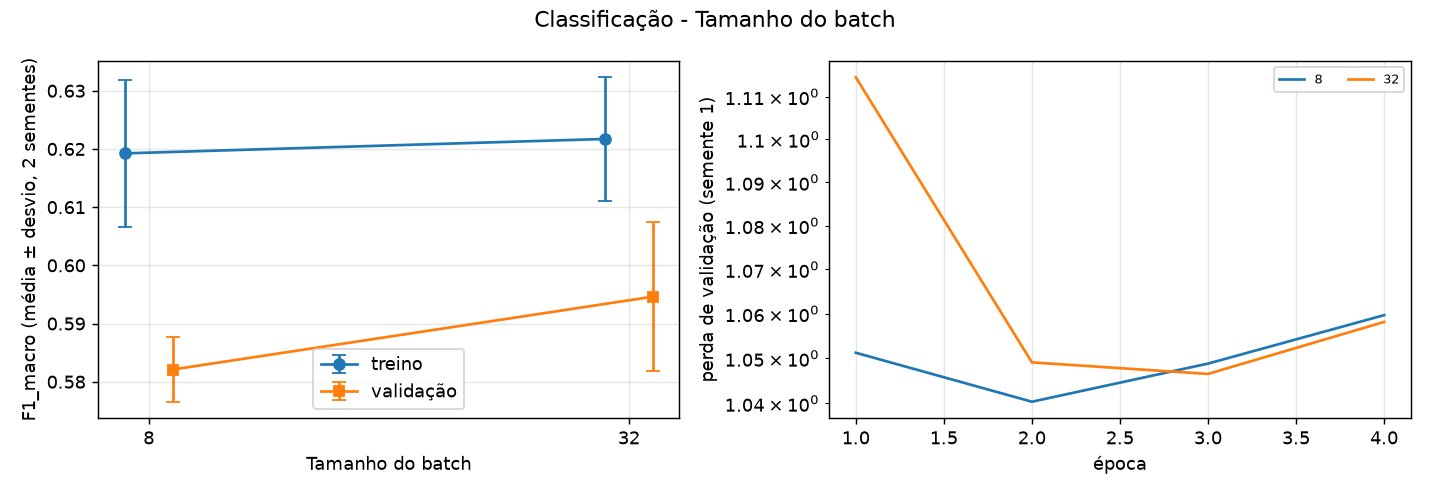 Classificação - Tamanho do batch
F1_macro (média ± desvio, 2 sementes)
0.63
0.62
0.61
0.60
0.59
0.58
treino
validação
8
32
Tamanho do batch
perda de validação (semente 1)
8
32
1.11 × 10⁰
1.1 × 10⁰
1.09 × 10⁰
1.08 × 10⁰
1.07 × 10⁰
1.06 × 10⁰
1.05 × 10⁰
1.04 × 10⁰
1.0
1.5
2.0
2.5
3.0
3.5
4.0
época